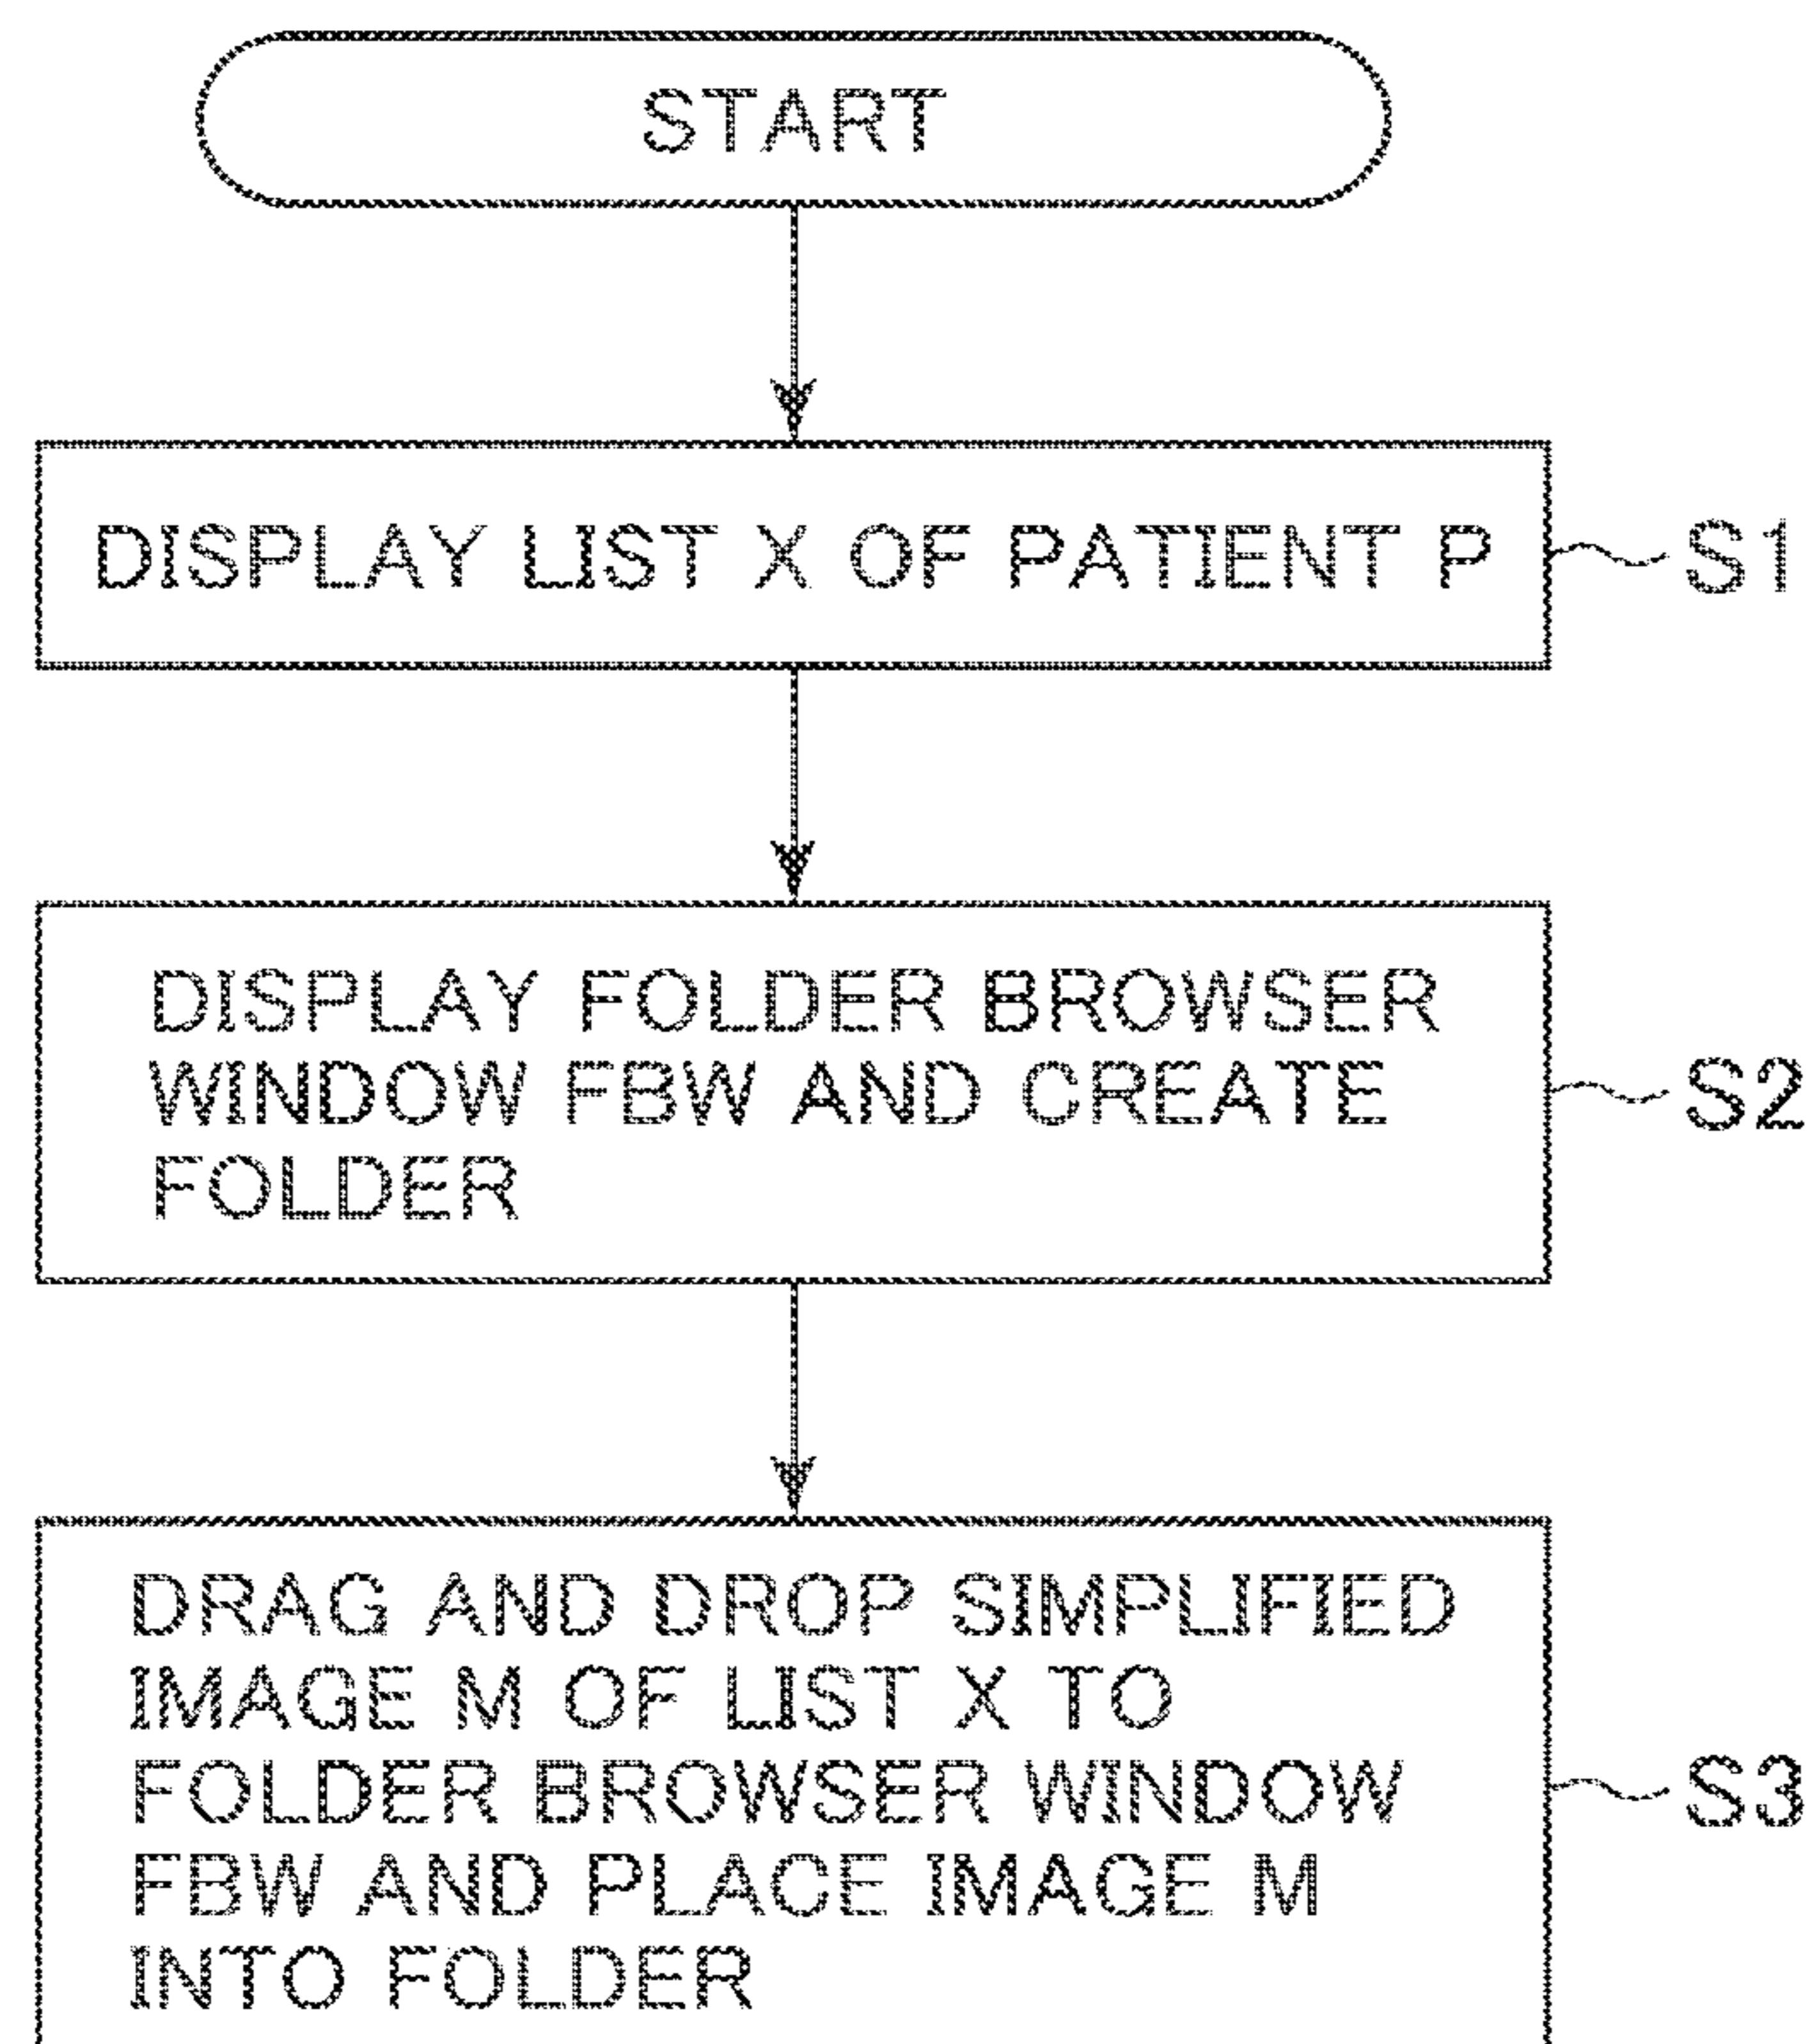 START
DISPLAY LIST X OF PATIENT P
S1
DISPLAY FOLDER BROWSER
WINDOW FBW AND CREATE
FOLDER
S2
DRAG AND DROP SIMPLIFIED
IMAGE M OF LIST X TO
FOLDER BROWSER WINDOW
FBW AND PLACE IMAGE M
INTO FOLDER
S3